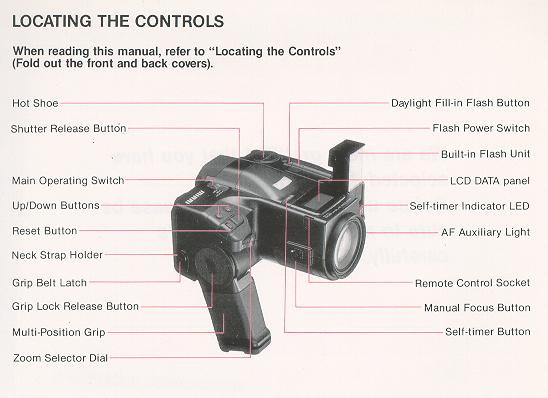 LOCATING THE CONTROLS
When reading this manual, refer to “Locating the Controls”
(Fold out the front and back covers).
Hot Shoe
Shutter Release Button
Main Operating Switch
Up/Down Buttons
Reset Button
Neck Strap Holder
Grip Belt Latch
Grip Lock Release Button
Multi-Position Grip
Zoom Selector Dial
Daylight Fill-in Flash Button
Flash Power Switch
Built-in Flash Unit
LCD DATA panel
Self-timer Indicator LED
AF Auxiliary Light
Remote Control Socket
Manual Focus Button
Self-timer Button